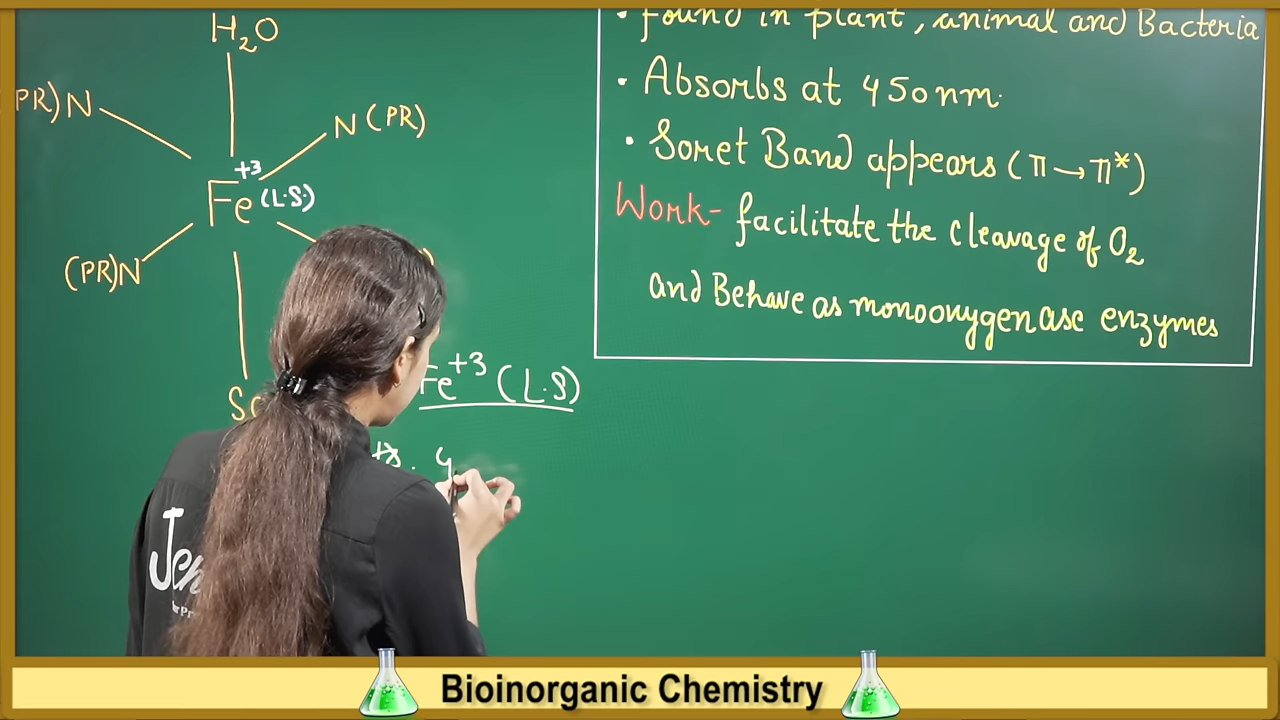 H₂O
PR)N
N(PR)
+3
Fe (L.S)
(PR)N
Fe+3 (L.S)
4
• found in plant, animal and Bacteria
• Absorbs at 450nm.
• Soret Band appears (π→π*)
Work- facilitate the cleavage of O₂
and Behave as monooxygenase enzymes
Bioinorganic Chemistry